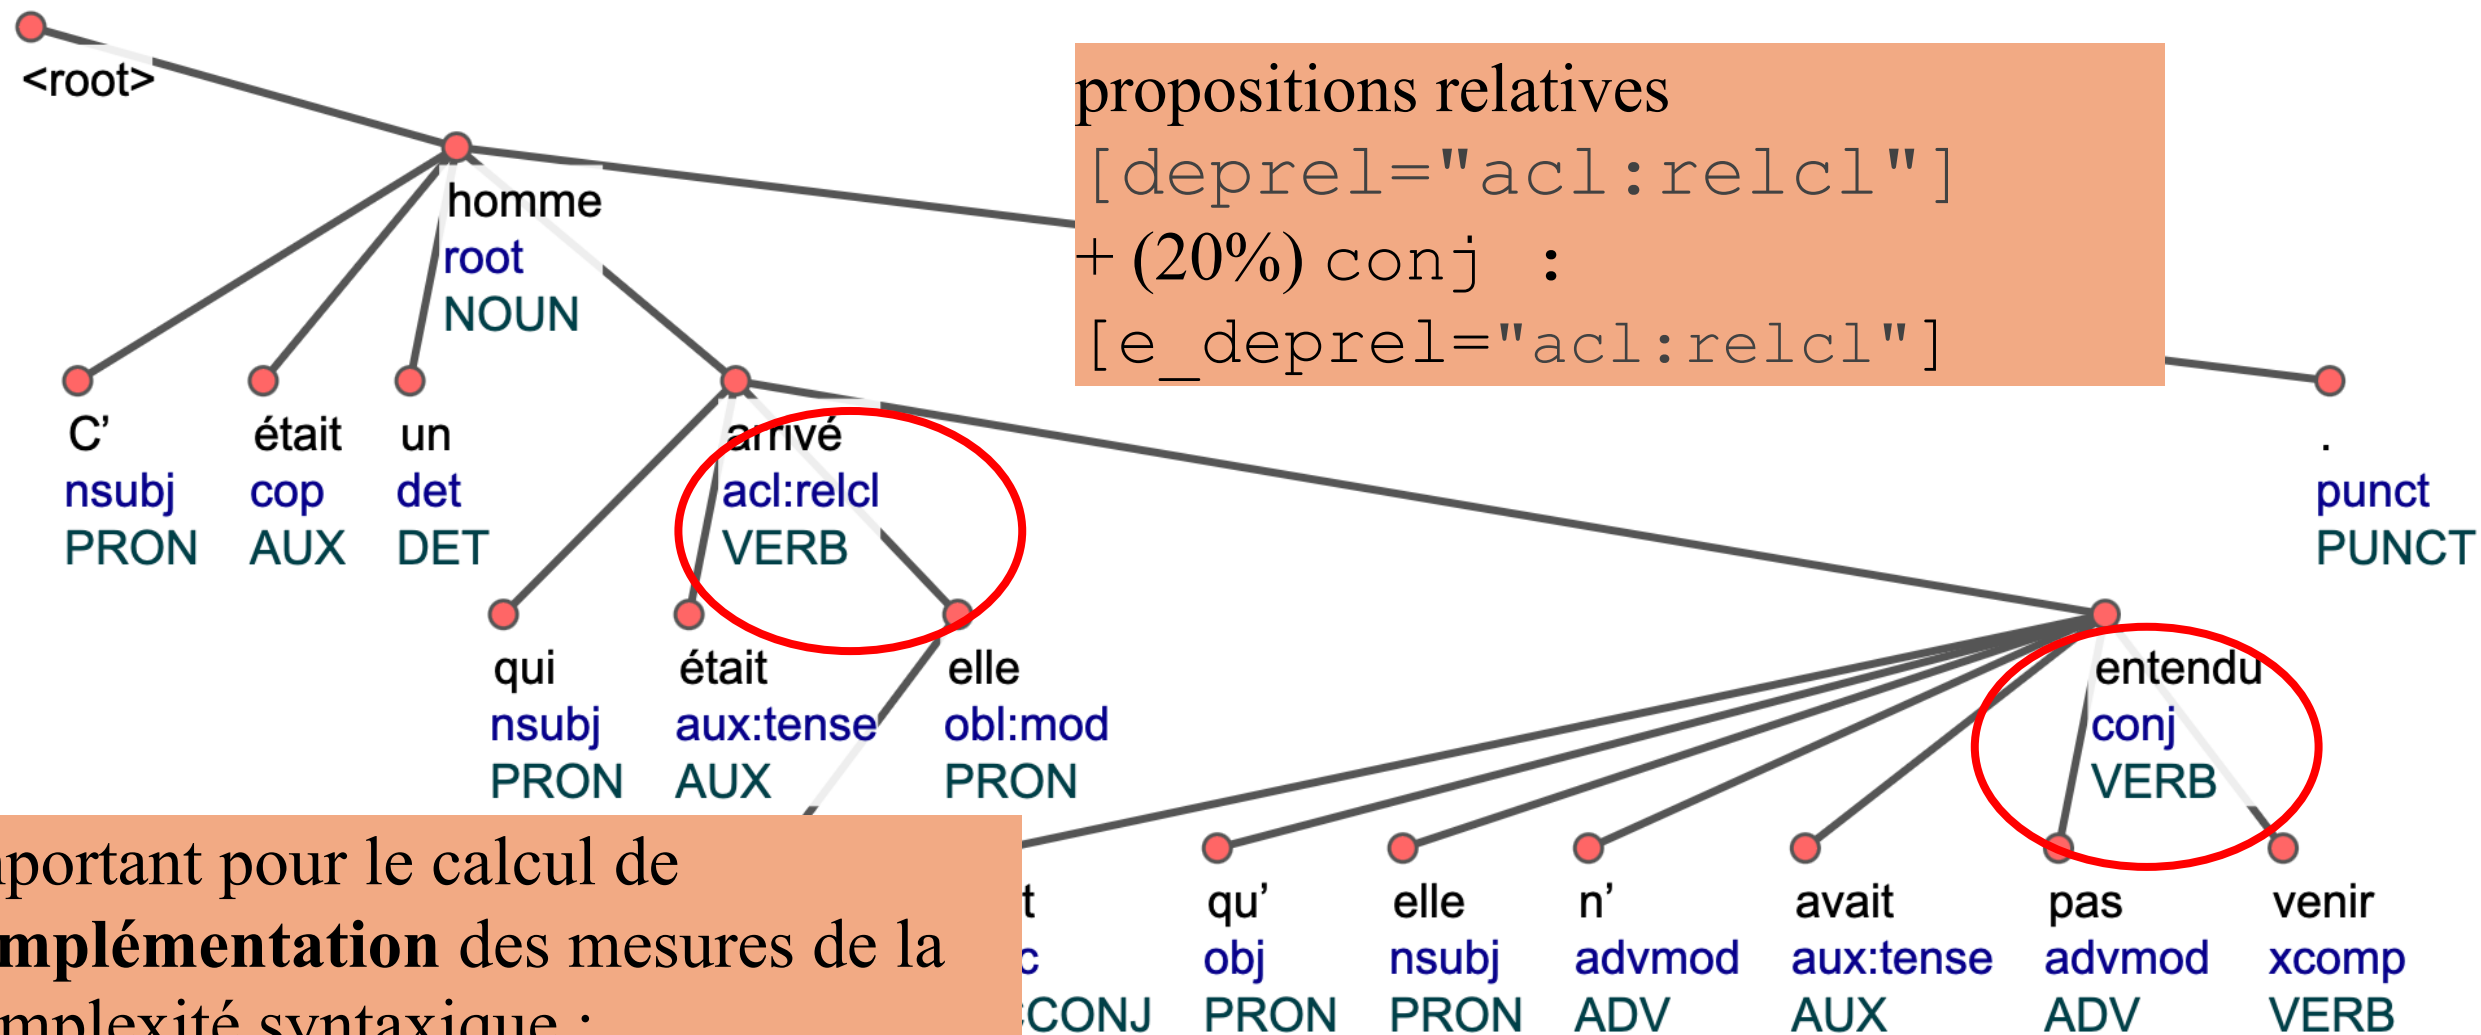 <root>
propositions relatives
[deprel="acl:relcl"]
+ (20%) conj :
[e_deprel="acl:relcl"]
homme
root
NOUN
C’ était un arrivé .
nsubj cop det acl:relcl punct
PRON AUX DET VERB PUNCT
qui était elle entendu
nsubj aux:tense obl:mod conj
PRON AUX PRON VERB
portant pour le calcul de
mplémentation des mesures de la
mplexité syntaxique :
t qu’ elle n’ avait pas venir
c obj nsubj advmod aux:tense advmod xcomp
CCONJ PRON PRON ADV AUX ADV VERB